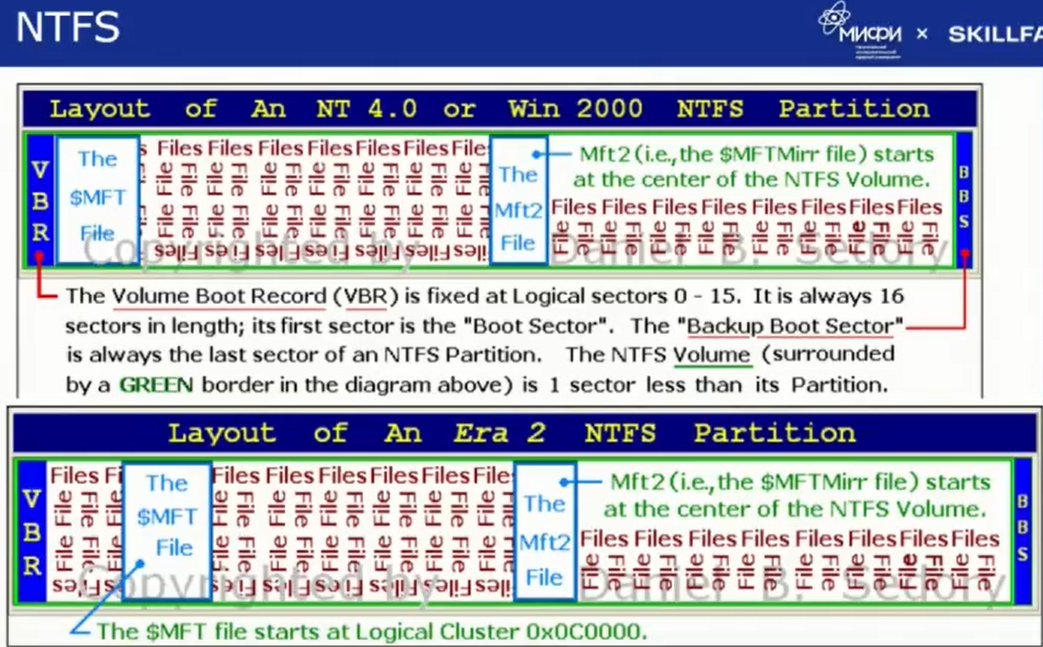 NTFS
МИФИ × SKILLFA
Layout of An NT 4.0 or Win 2000 NTFS Partition
VBR
The
$MFT
File
Files Files Files Files Files Files File
The
Mft2
File
Mft2 (i.e., the $MFTMirr file) starts
at the center of the NTFS Volume.
Files Files Files Files Files Files Files Files
BBS
Copyrighted by Daniel B. Sedory
The Volume Boot Record (VBR) is fixed at Logical sectors 0 - 15. It is always 16
sectors in length; its first sector is the "Boot Sector". The "Backup Boot Sector"
is always the last sector of an NTFS Partition. The NTFS Volume (surrounded
by a GREEN border in the diagram above) is 1 sector less than its Partition.
Layout of An Era 2 NTFS Partition
VBR
Files Fi
The
$MFT
File
Files Files Files Files Files File
The
Mft2
File
Mft2 (i.e., the $MFTMirr file) starts
at the center of the NTFS Volume.
Files Files Files Files Files Files Files Files
BBS
Copyrighted by Daniel B. Sedory
The $MFT file starts at Logical Cluster 0x0C0000.